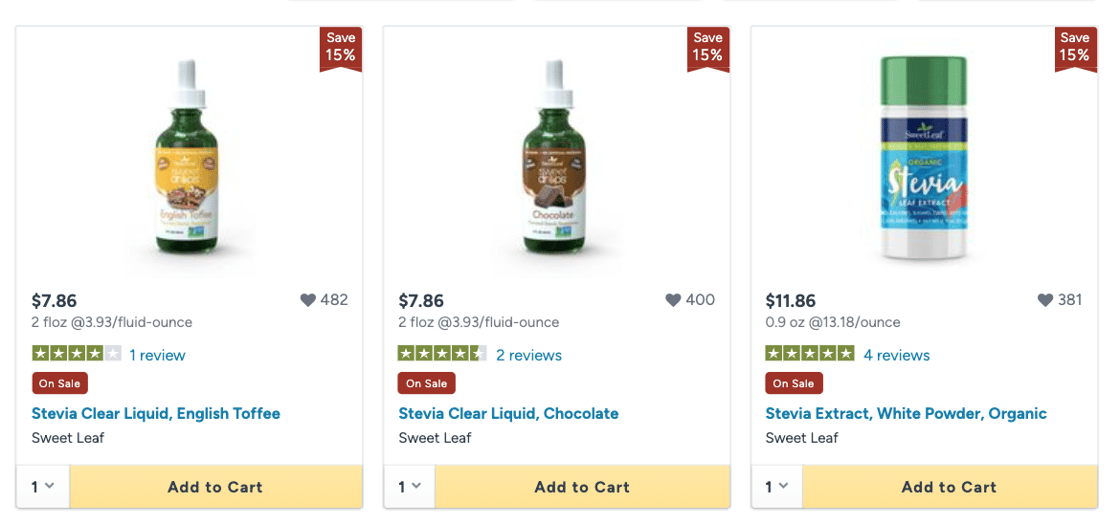 Save
15%
sweet
drops
English Toffee
$7.86
482
2 floz @3.93/fluid-ounce
1 review
On Sale
Stevia Clear Liquid, English Toffee
Sweet Leaf
1
Add to Cart
Save
15%
sweet
drops
Chocolate
$7.86
400
2 floz @3.93/fluid-ounce
2 reviews
On Sale
Stevia Clear Liquid, Chocolate
Sweet Leaf
1
Add to Cart
Save
15%
SweetLeaf
ORGANIC
Stevia
LEAF EXTRACT
$11.86
381
0.9 oz @13.18/ounce
4 reviews
On Sale
Stevia Extract, White Powder, Organic
Sweet Leaf
1
Add to Cart